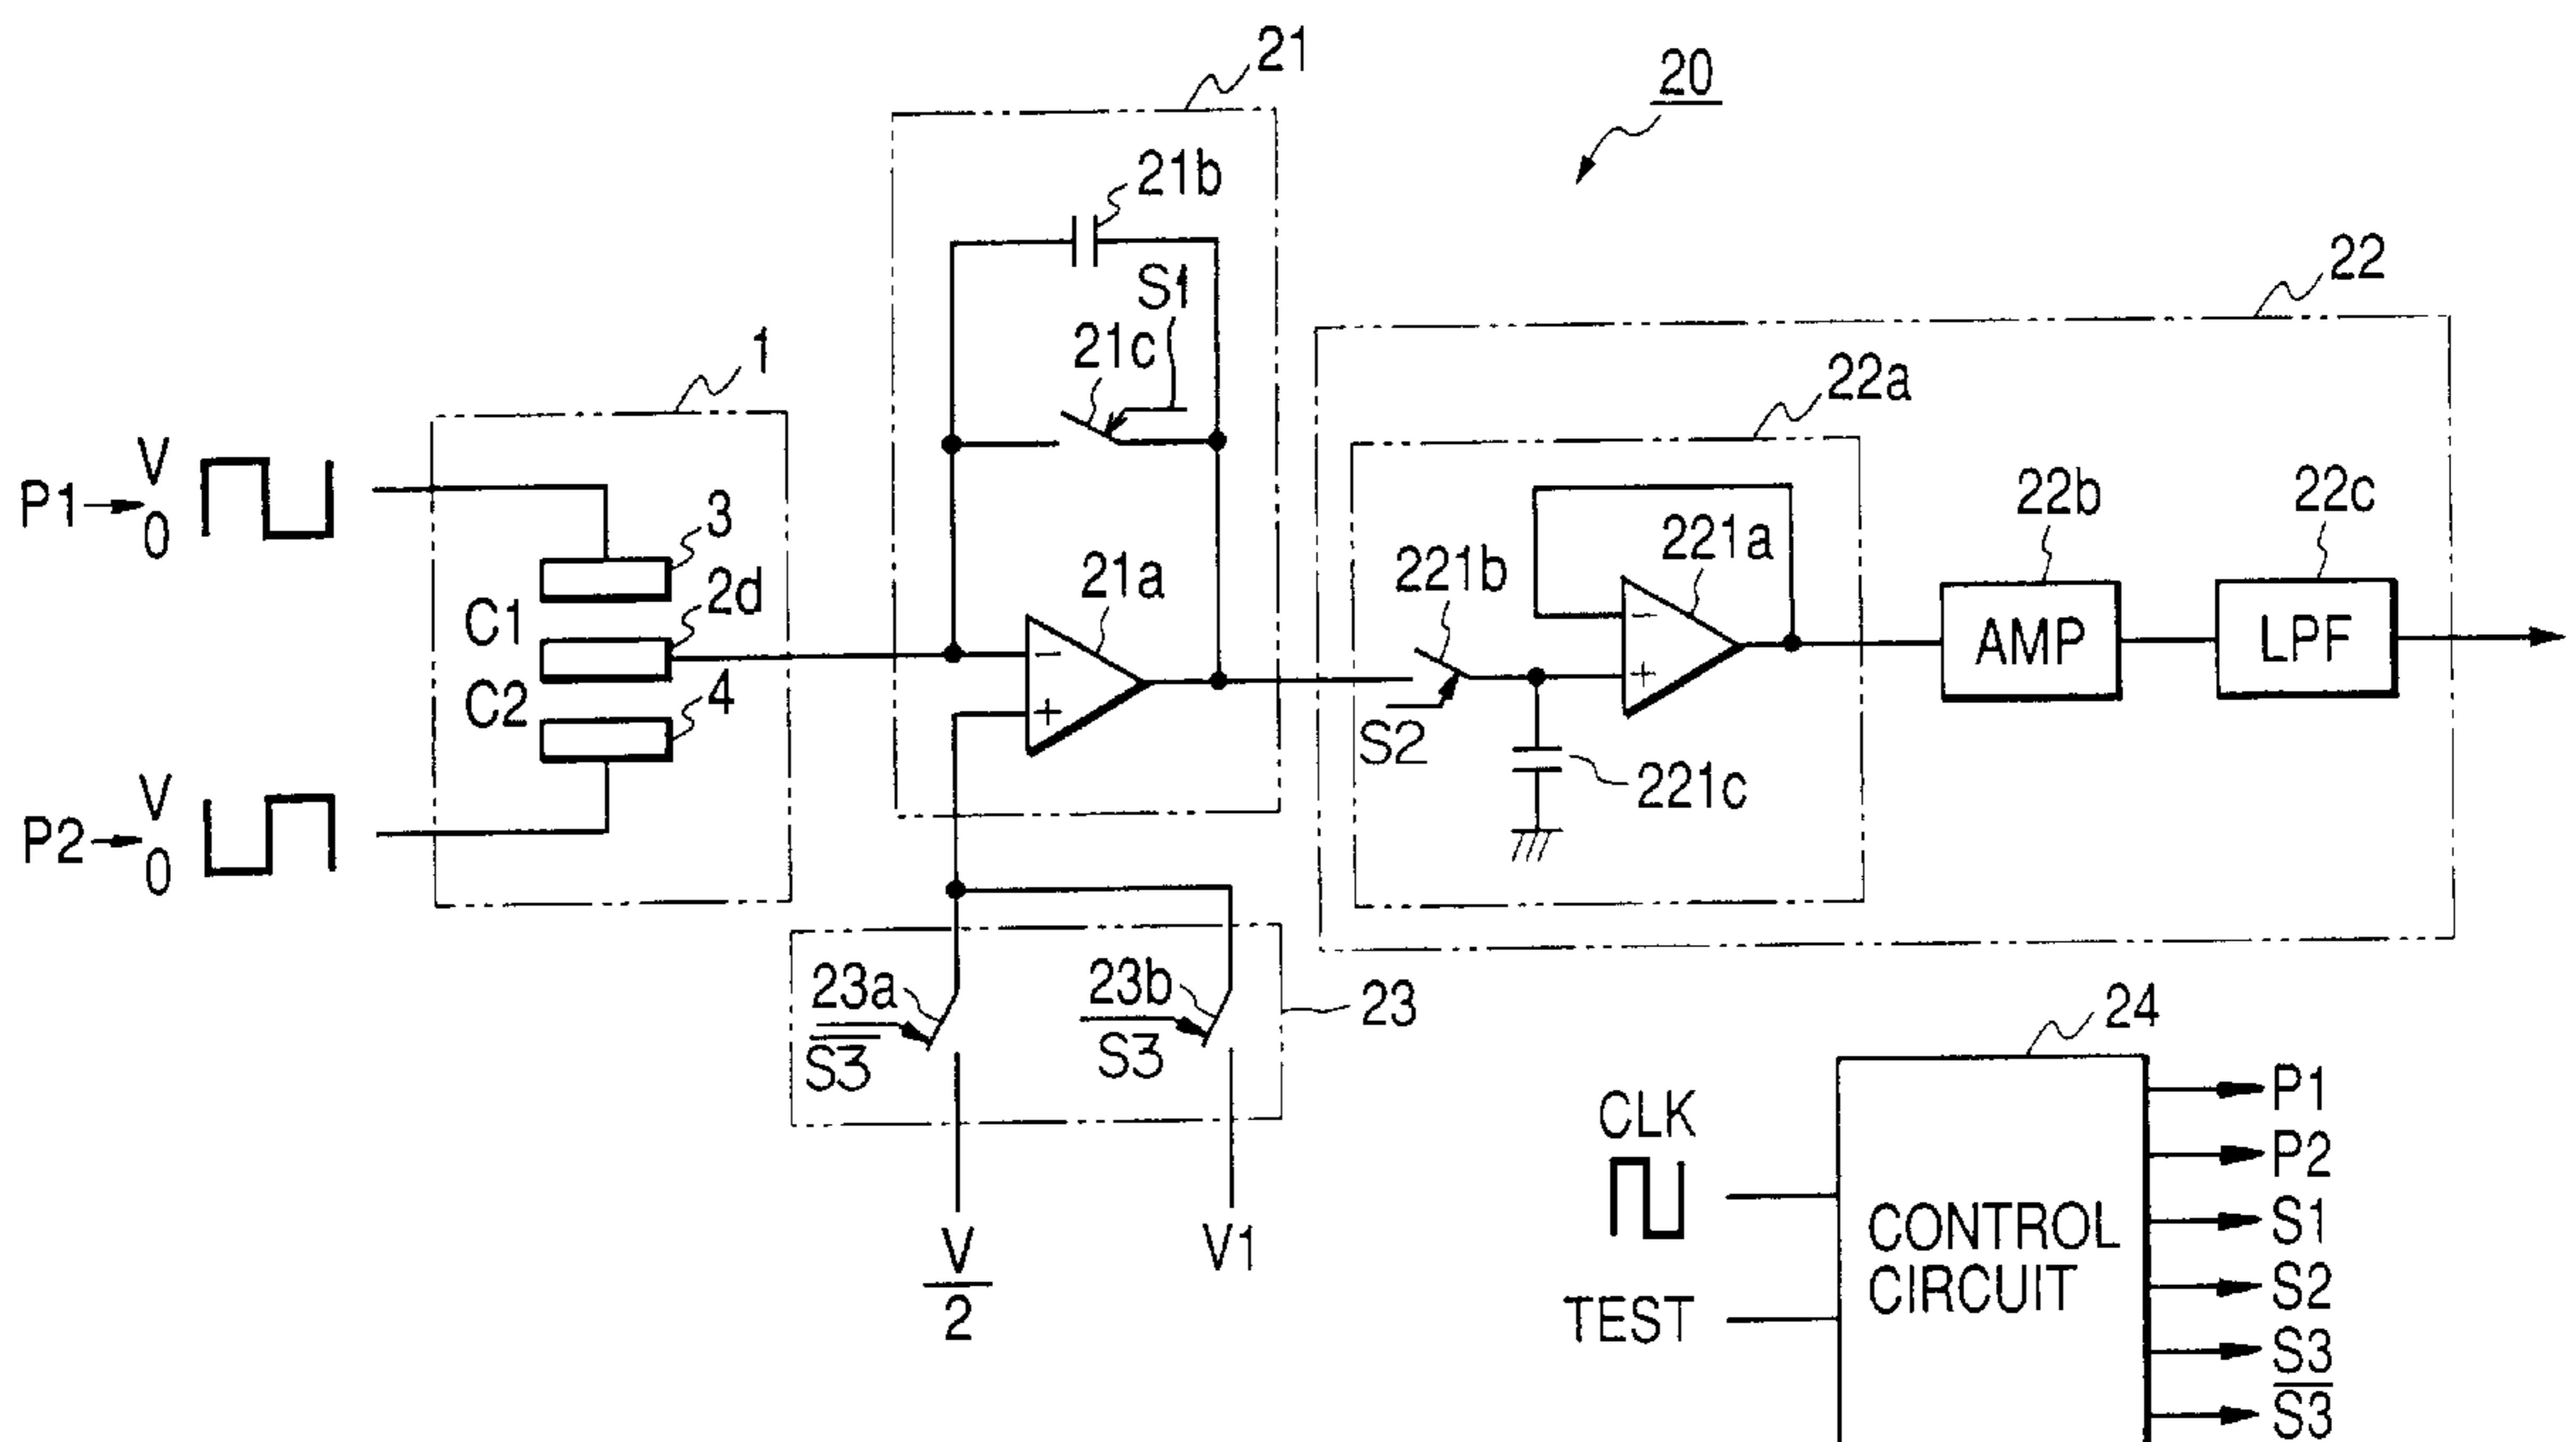 21
20
21b
S1
21c
22
1
22a
P1 V 0
3
C1
2d
C2
4
P2 V 0
21a
-
+
221b
221a
-
+
S2
221c
22b
AMP
22c
LPF
23a
S3
23b
S3
23
V
2
V1
24
CLK
TEST
CONTROL
CIRCUIT
P1
P2
S1
S2
S3
S3